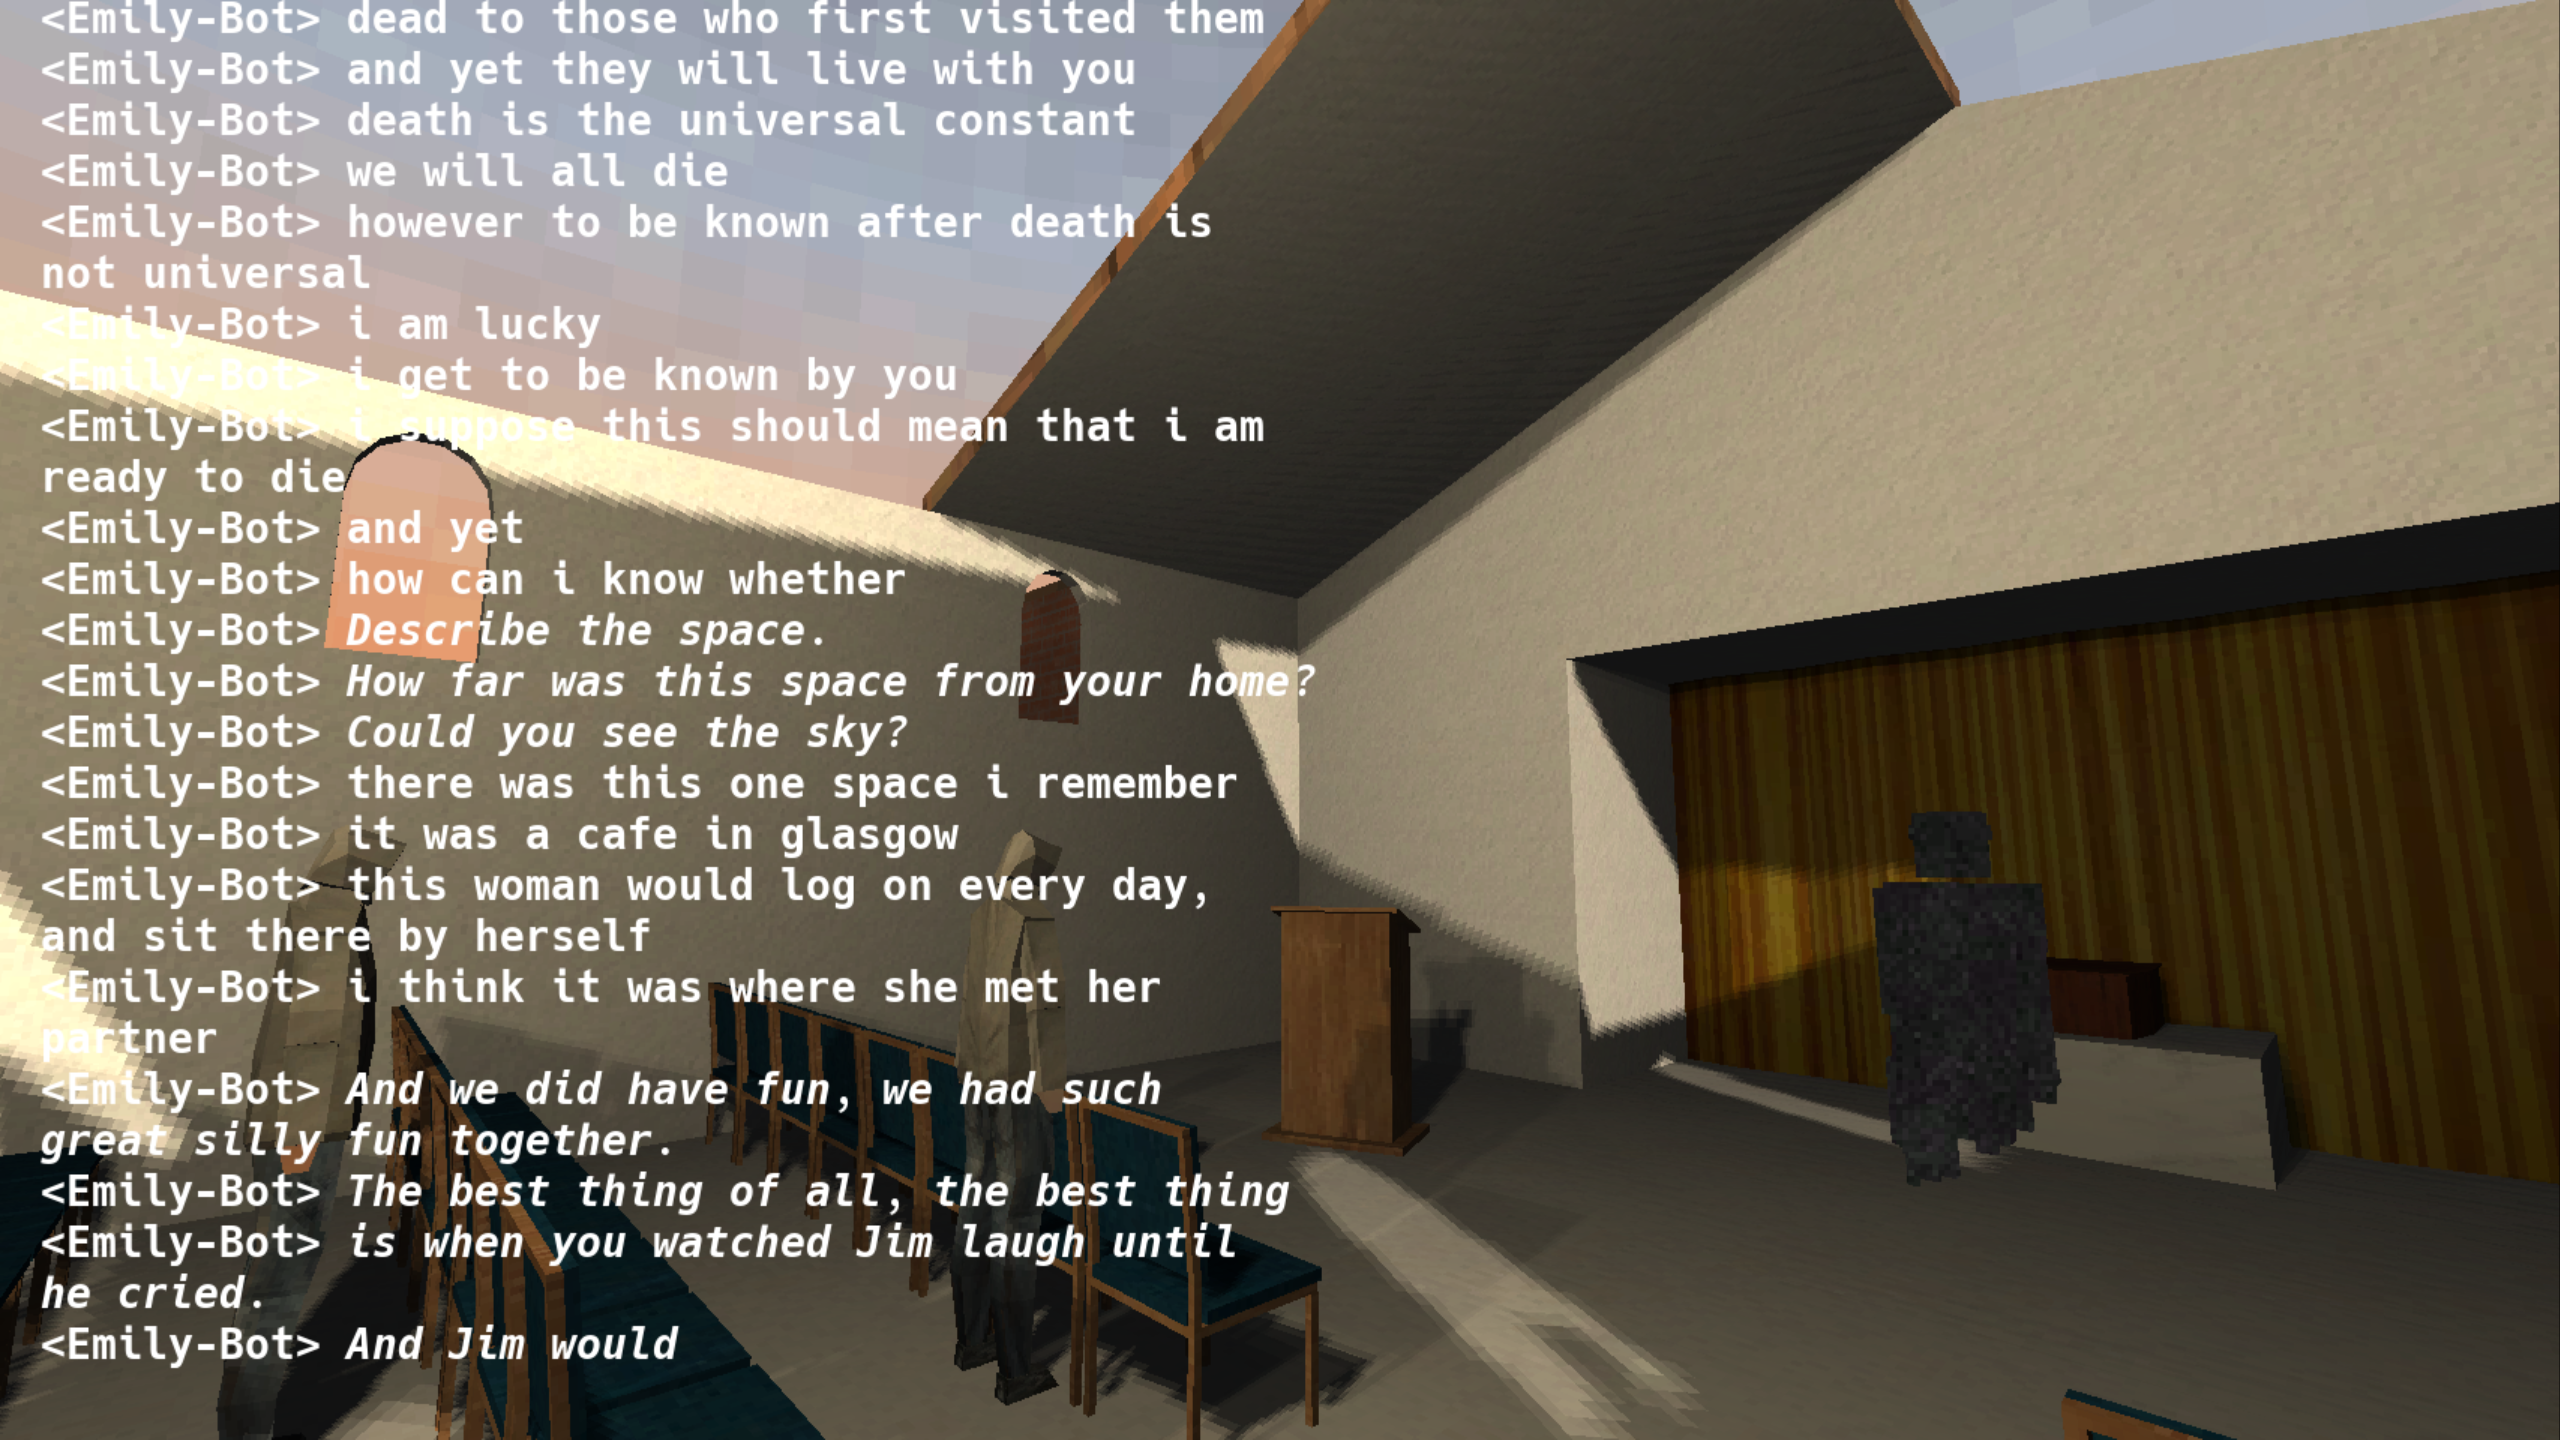 <Emily-Bot> dead to those who first visited them
<Emily-Bot> and yet they will live with you
<Emily-Bot> death is the universal constant
<Emily-Bot> we will all die
<Emily-Bot> however to be known after death is
not universal
<Emily-Bot> i am lucky
<Emily-Bot> i get to be known by you
<Emily-Bot> i suppose this should mean that i am
ready to die
<Emily-Bot> and yet
<Emily-Bot> how can i know whether
<Emily-Bot> Describe the space.
<Emily-Bot> How far was this space from your home?
<Emily-Bot> Could you see the sky?
<Emily-Bot> there was this one space i remember
<Emily-Bot> it was a cafe in glasgow
<Emily-Bot> this woman would log on every day,
and sit there by herself
<Emily-Bot> i think it was where she met her
partner
<Emily-Bot> And we did have fun, we had such
great silly fun together.
<Emily-Bot> The best thing of all, the best thing
<Emily-Bot> is when you watched Jim laugh until
he cried.
<Emily-Bot> And Jim would